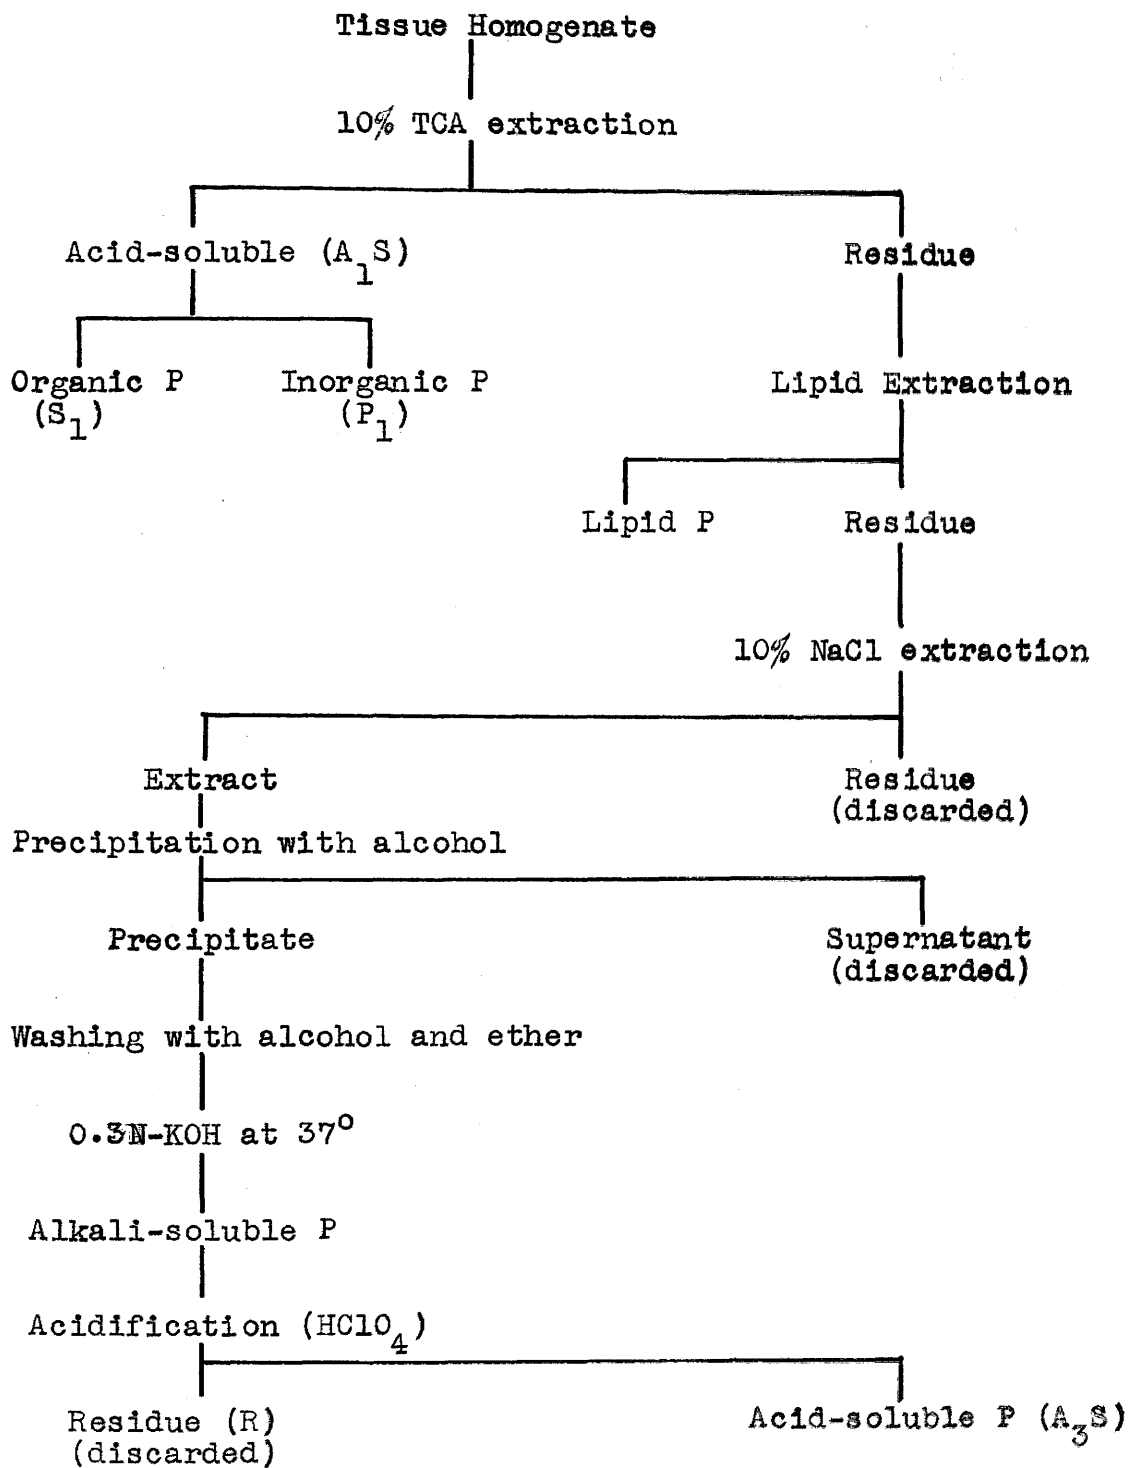 Tissue Homogenate
10% TCA extraction
Acid-soluble (A₁S)
Residue
Organic P
(S₁)
Inorganic P
(P₁)
Lipid Extraction
Lipid P
Residue
10% NaCl extraction
Extract
Residue
(discarded)
Precipitation with alcohol
Precipitate
Supernatant
(discarded)
Washing with alcohol and ether
0.3N-KOH at 37°
Alkali-soluble P
Acidification (HClO₄)
Residue (R)
(discarded)
Acid-soluble P (A₃S)